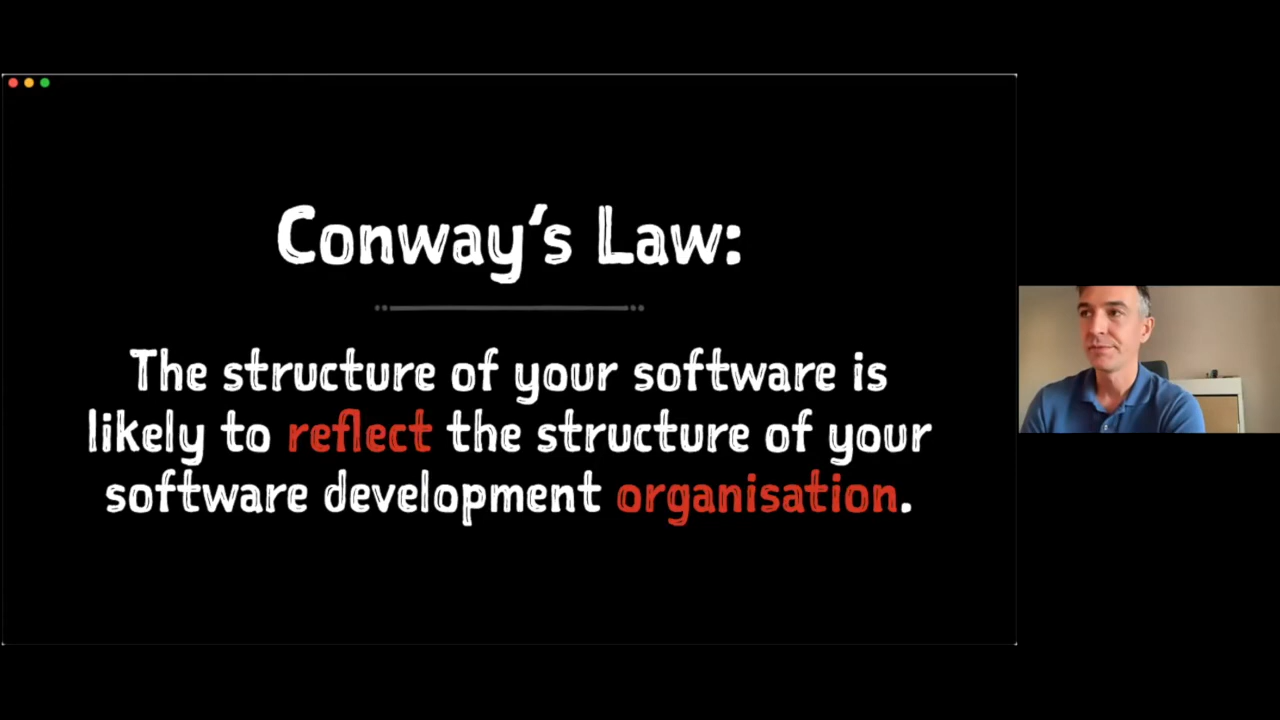 Conway's Law:
The structure of your software is
likely to reflect the structure of your
software development organisation.